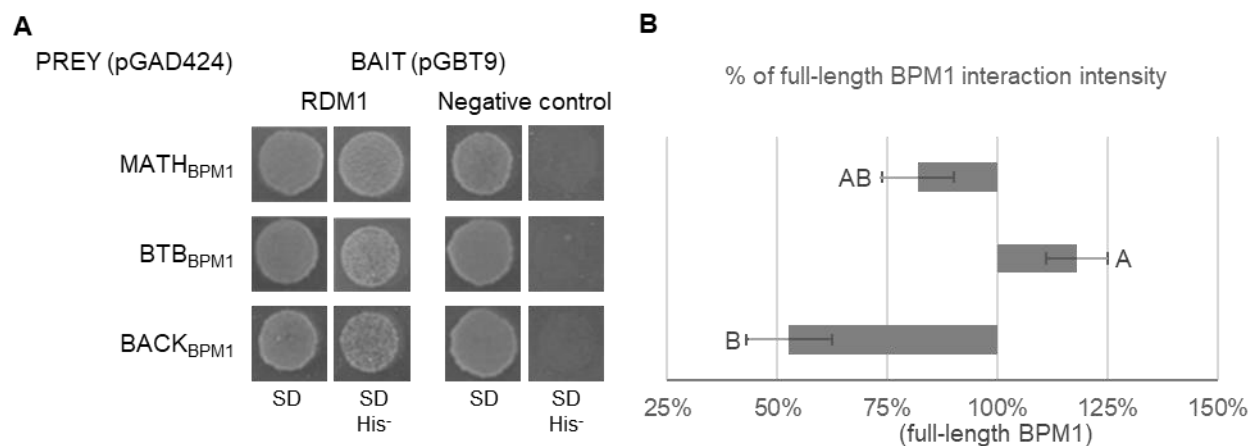 A
PREY (pGAD424) BAIT (pGBT9)
RDM1 Negative control
MATH_BPM1
BTB_BPM1
BACK_BPM1
SD SD His⁻ SD SD His⁻
B
% of full-length BPM1 interaction intensity
AB
A
B
25% 50% 75% 100% 125% 150%
(full-length BPM1)